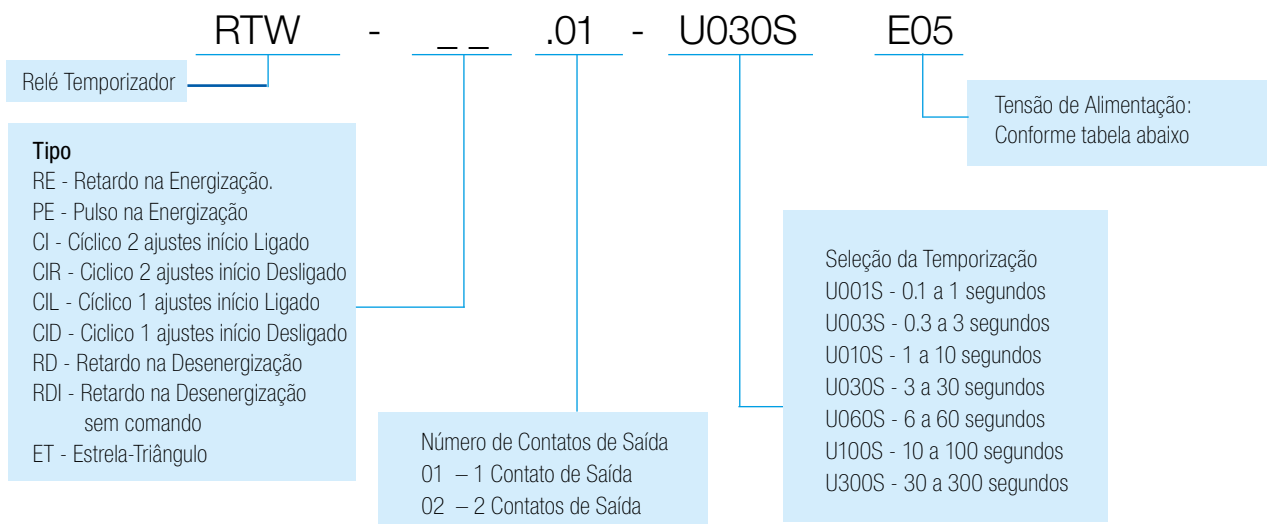 RTW - _ _ .01 - U030S E05
Relé Temporizador
Tensão de Alimentação:
Conforme tabela abaixo
Tipo
RE - Retardo na Energização.
PE - Pulso na Energização
CI - Cíclico 2 ajustes início Ligado
CIR - Ciclico 2 ajustes início Desligado
CIL - Cíclico 1 ajustes início Ligado
CID - Ciclico 1 ajustes início Desligado
RD - Retardo na Desenergização
RDI - Retardo na Desenergização
sem comando
ET - Estrela-Triângulo
Número de Contatos de Saída
01 – 1 Contato de Saída
02 – 2 Contatos de Saída
Seleção da Temporização
U001S - 0.1 a 1 segundos
U003S - 0.3 a 3 segundos
U010S - 1 a 10 segundos
U030S - 3 a 30 segundos
U060S - 6 a 60 segundos
U100S - 10 a 100 segundos
U300S - 30 a 300 segundos